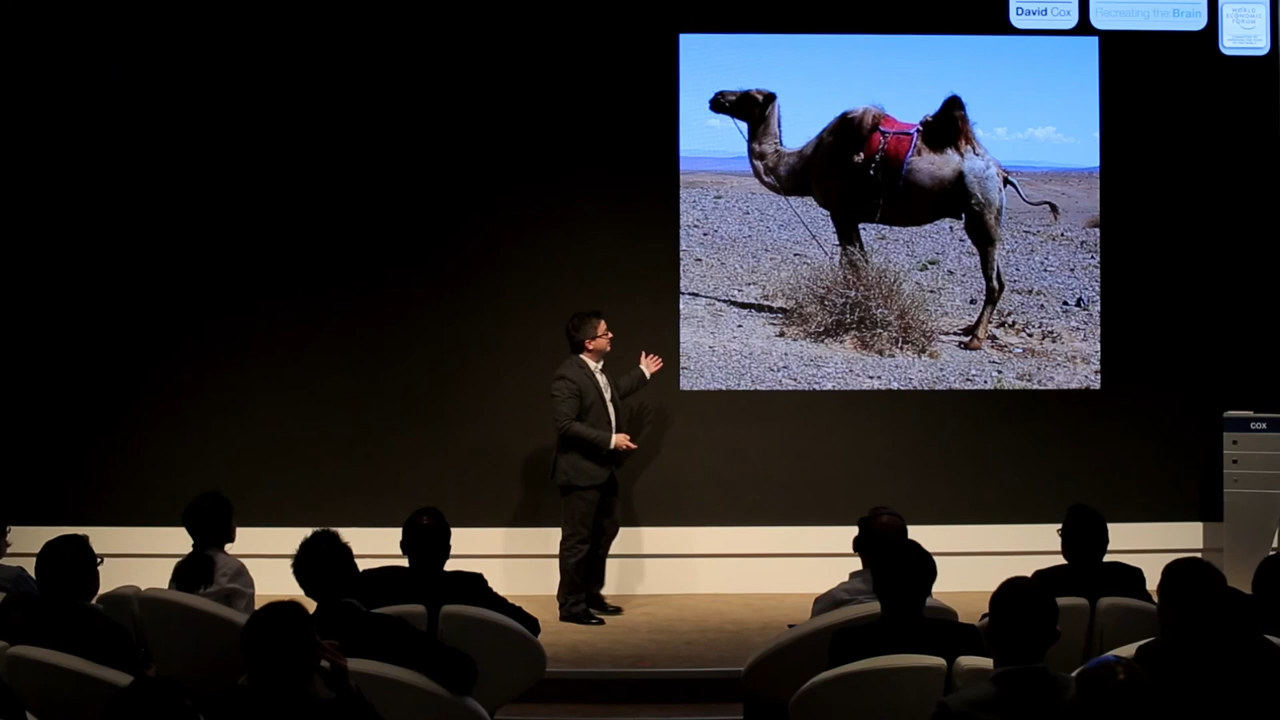 David Cox
Recreating the Brain
WORLD
ECONOMIC
FORUM
COX